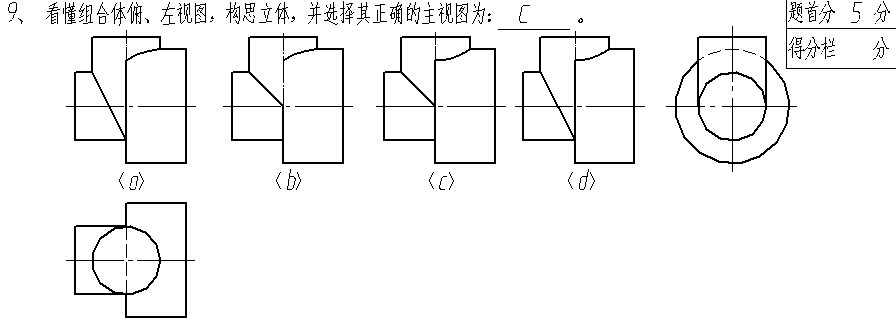 9、 看懂组合体俯、左视图，构思立体，并选择其正确的主视图为： c 。
题首分 5 分
得分栏 分
〈a〉 〈b〉 〈c〉 〈d〉